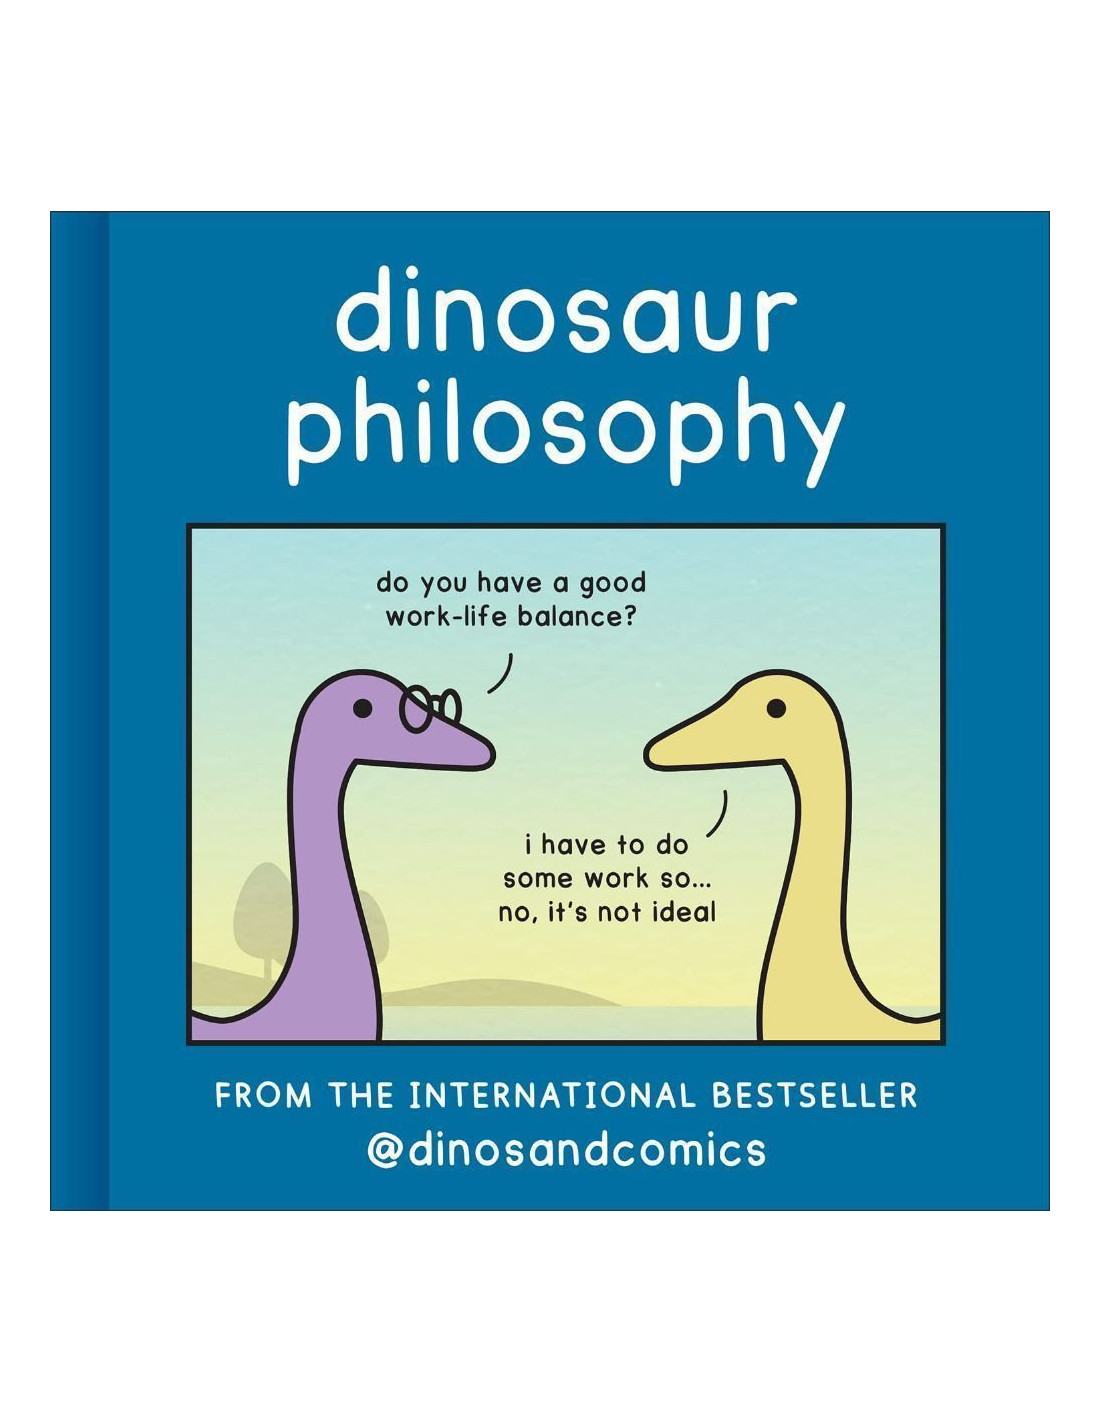 dinosaur
philosophy
do you have a good
work-life balance?
i have to do
some work so...
no, it's not ideal
FROM THE INTERNATIONAL BESTSELLER
@dinosandcomics